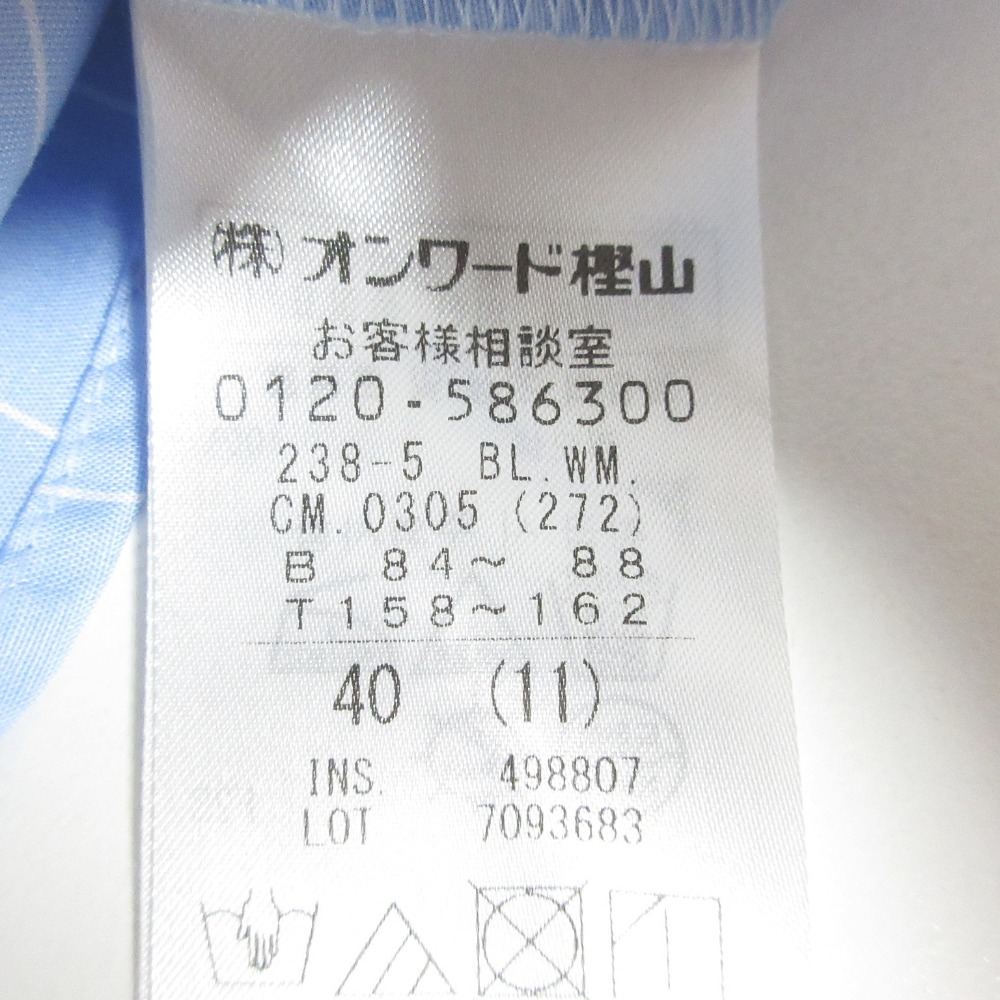 (株)オンワード樫山
お客様相談室
0120-586300
238-5 BL.WM.
CM.0305(272)
B 84~ 88
T158~162
40 (11)
INS. 498807
LOT 7093683